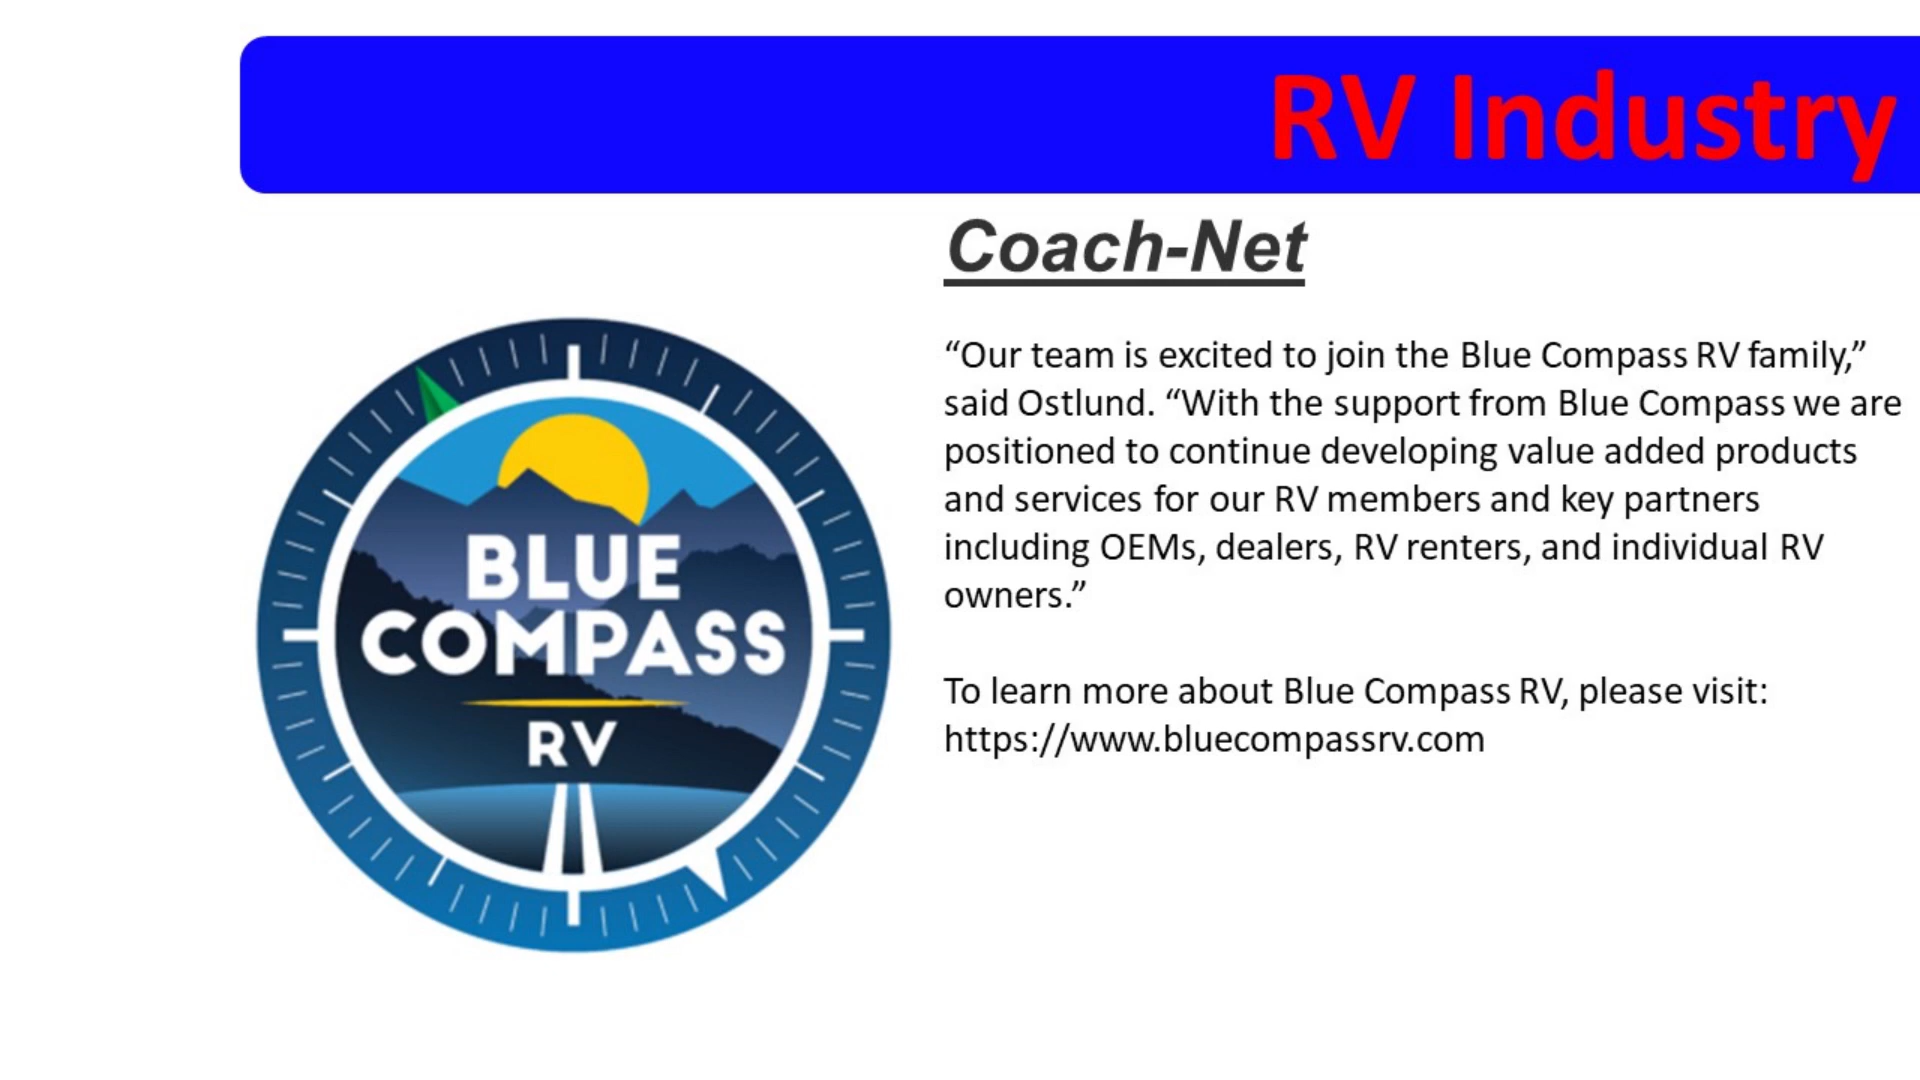 RV Industry
Coach-Net
BLUE
COMPASS
RV
“Our team is excited to join the Blue Compass RV family,”
said Ostlund. “With the support from Blue Compass we are
positioned to continue developing value added products
and services for our RV members and key partners
including OEMs, dealers, RV renters, and individual RV
owners.”
To learn more about Blue Compass RV, please visit:
https://www.bluecompassrv.com